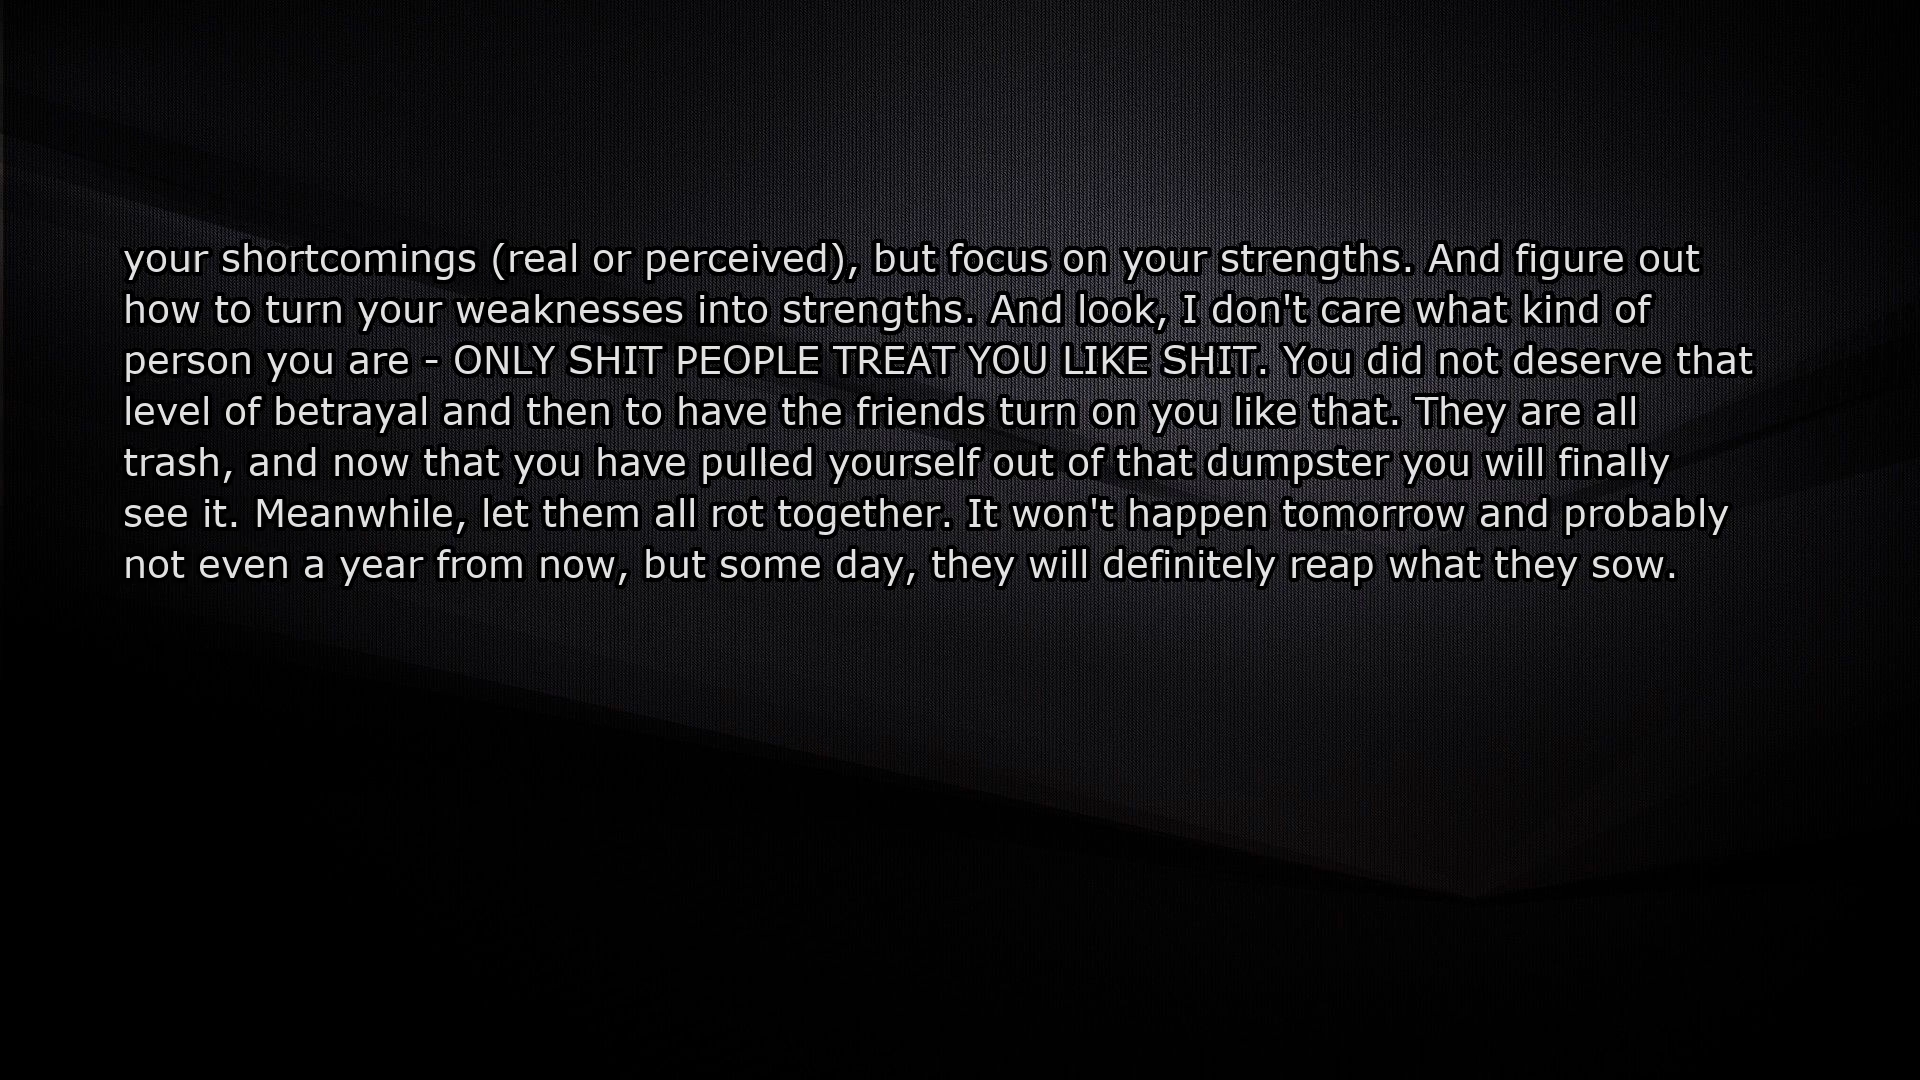 your shortcomings (real or perceived), but focus on your strengths. And figure out
how to turn your weaknesses into strengths. And look, I don't care what kind of
person you are - ONLY SHIT PEOPLE TREAT YOU LIKE SHIT. You did not deserve that
level of betrayal and then to have the friends turn on you like that. They are all
trash, and now that you have pulled yourself out of that dumpster you will finally
see it. Meanwhile, let them all rot together. It won't happen tomorrow and probably
not even a year from now, but some day, they will definitely reap what they sow.